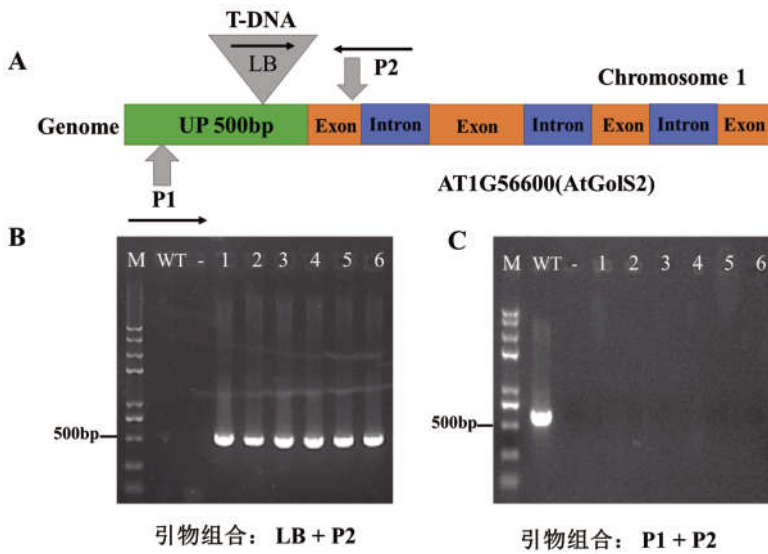 T-DNA
LB
A
P2
Chromosome 1
Genome
UP 500bp
Exon
Intron
Exon
Intron
Exon
Intron
Exon
P1
AT1G56600(AtGolS2)
B
M WT - 1 2 3 4 5 6
500bp
引物组合： LB + P2
C
M WT - 1 2 3 4 5 6
500bp
引物组合： P1 + P2